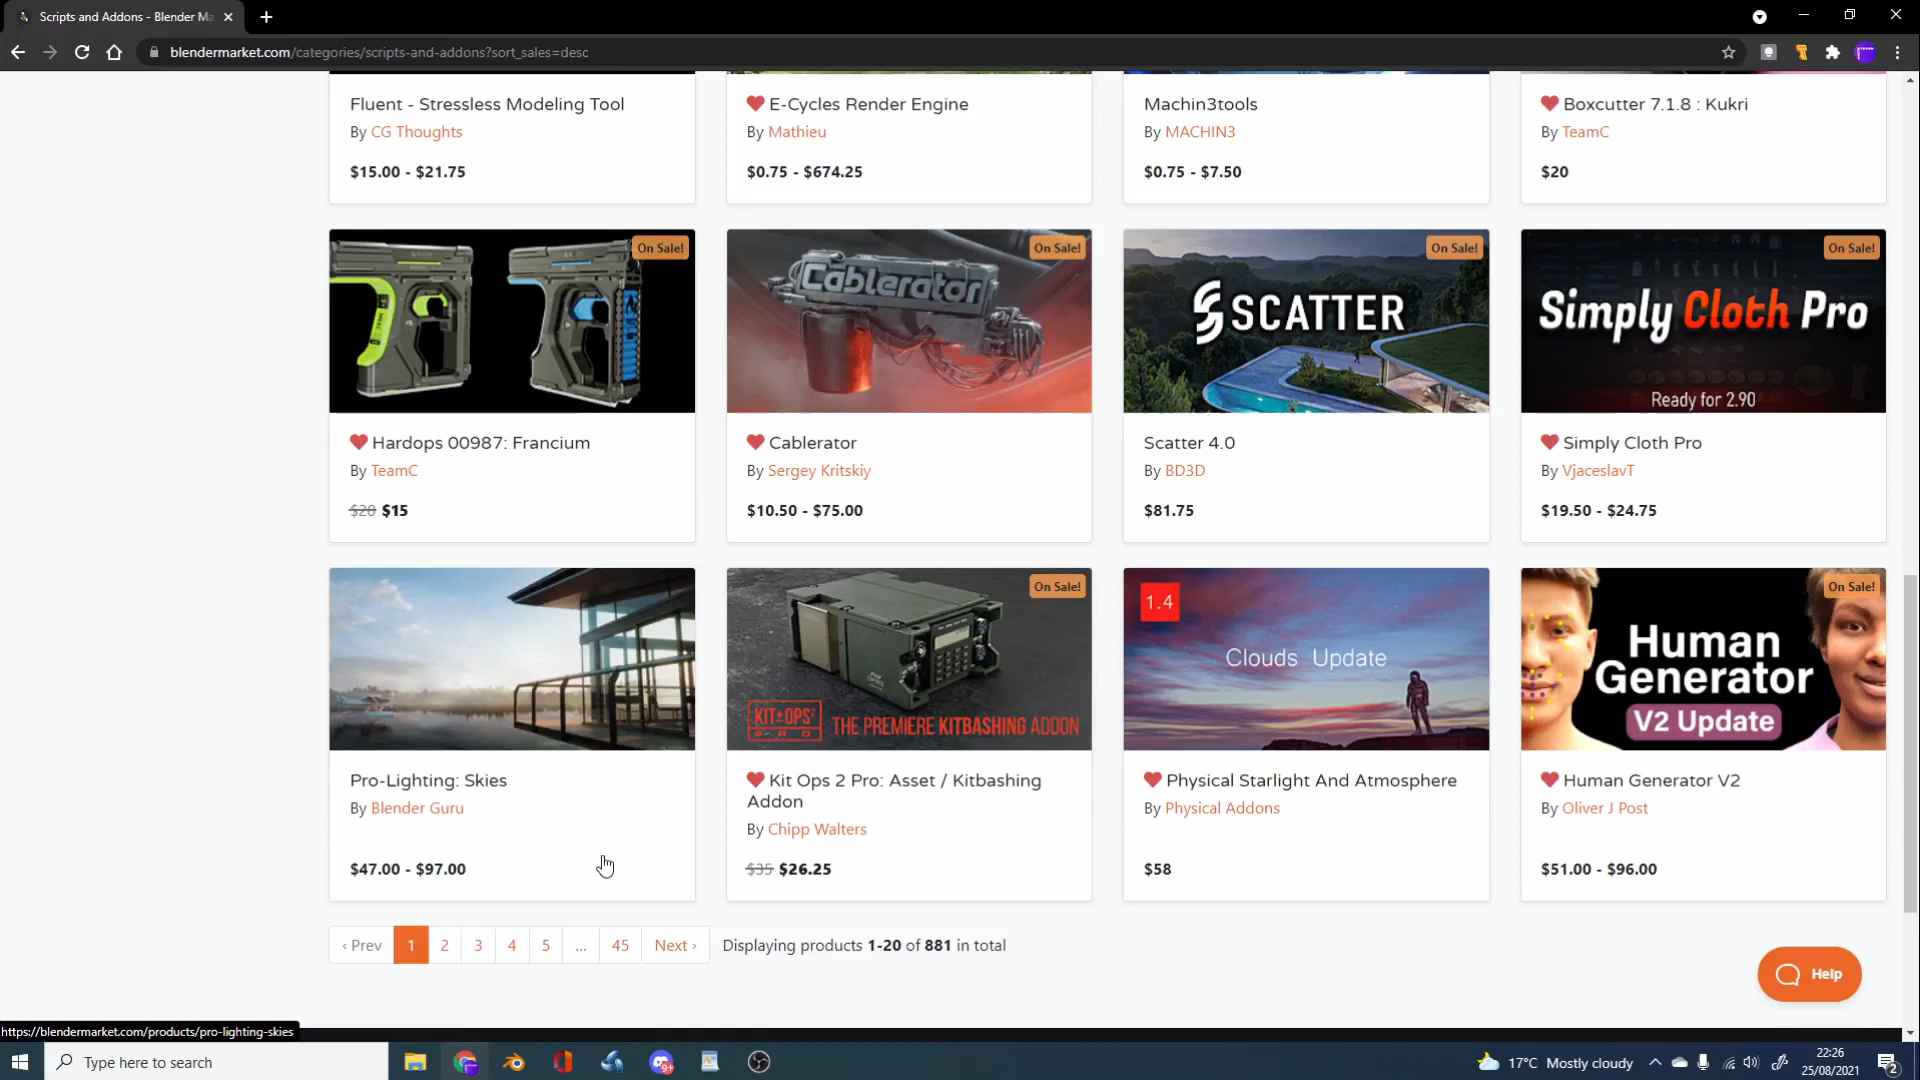 Scripts and Addons - Blender Ma
blendermarket.com/categories/scripts-and-addons?sort_sales=desc
Fluent - Stressless Modeling Tool
By CG Thoughts
$15.00 - $21.75
E-Cycles Render Engine
By Mathieu
$0.75 - $674.25
Machin3tools
By MACHIN3
$0.75 - $7.50
Boxcutter 7.1.8 : Kukri
By TeamC
$20
On Sale!
Hardops 00987: Francium
By TeamC
$20 $15
On Sale!
Cablerator
Cablerator
By Sergey Kritskiy
$10.50 - $75.00
On Sale!
SCATTER
Scatter 4.0
By BD3D
$81.75
On Sale!
Simply Cloth Pro
Ready for 2.90
Simply Cloth Pro
By VjaceslavT
$19.50 - $24.75
Pro-Lighting: Skies
By Blender Guru
$47.00 - $97.00
On Sale!
KIT OPS 2
PRO
THE PREMIERE KITBASHING ADDON
Kit Ops 2 Pro: Asset / Kitbashing
Addon
By Chipp Walters
$35 $26.25
1.4
Clouds Update
Physical Starlight And Atmosphere
By Physical Addons
$58
On Sale!
Human
Generator
V2 Update
Human Generator V2
By Oliver J Post
$51.00 - $96.00
‹ Prev 1 2 3 4 5 ... 45 Next › Displaying products 1-20 of 881 in total
Help
https://blendermarket.com/products/pro-lighting-skies
Type here to search
9+
17°C Mostly cloudy
22:26
25/08/2021
2